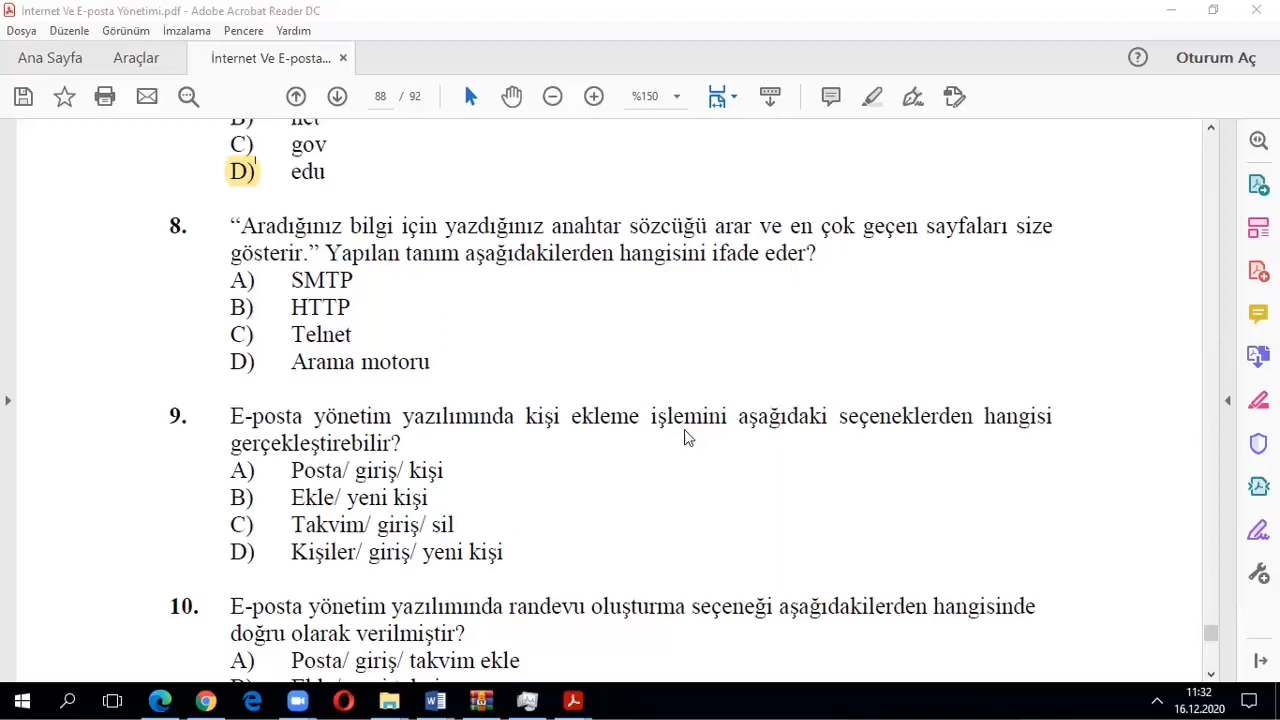 İnternet Ve E-posta Yönetimi.pdf - Adobe Acrobat Reader DC
Dosya Düzenle Görünüm İmzalama Pencere Yardım
Ana Sayfa Araçlar İnternet Ve E-posta... × Oturum Aç
88 / 92 %150
B) net
C) gov
D) edu
8. “Aradığınız bilgi için yazdığınız anahtar sözcüğü arar ve en çok geçen sayfaları size
gösterir.” Yapılan tanım aşağıdakilerden hangisini ifade eder?
A) SMTP
B) HTTP
C) Telnet
D) Arama motoru
9. E-posta yönetim yazılımında kişi ekleme işlemini aşağıdaki seçeneklerden hangisi
gerçekleştirebilir?
A) Posta/ giriş/ kişi
B) Ekle/ yeni kişi
C) Takvim/ giriş/ sil
D) Kişiler/ giriş/ yeni kişi
10. E-posta yönetim yazılımında randevu oluşturma seçeneği aşağıdakilerden hangisinde
doğru olarak verilmiştir?
A) Posta/ giriş/ takvim ekle
11:32
16.12.2020